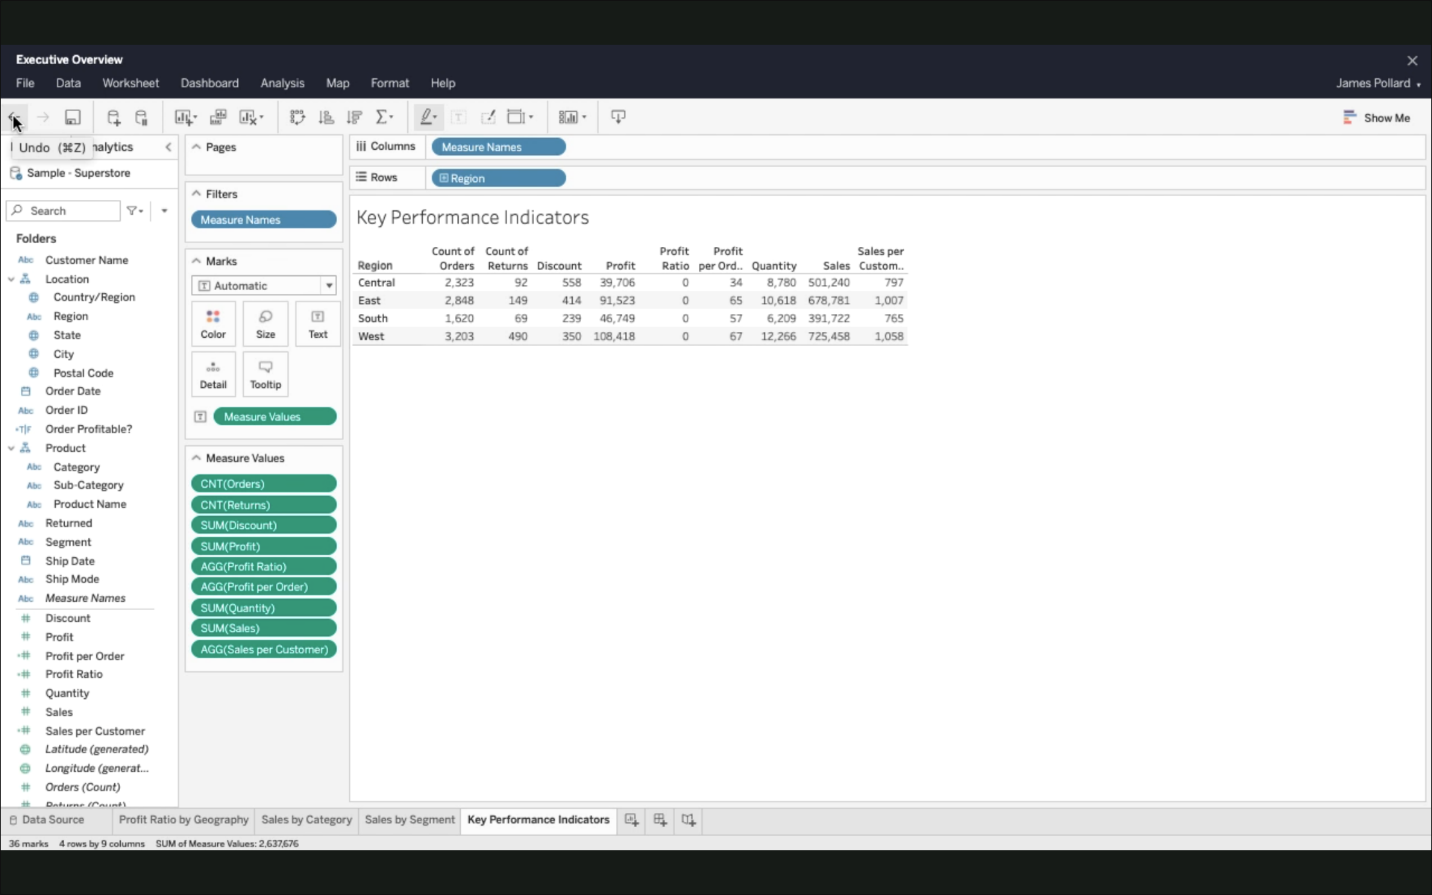 Executive Overview
File Data Worksheet Dashboard Analysis Map Format Help
James Pollard
Show Me
Undo (⌘Z)
nalytics
Sample - Superstore
Search
Folders
Customer Name
Location
Country/Region
Region
State
City
Postal Code
Order Date
Order ID
Order Profitable?
Product
Category
Sub-Category
Product Name
Returned
Segment
Ship Date
Ship Mode
Measure Names
Discount
Profit
Profit per Order
Profit Ratio
Quantity
Sales
Sales per Customer
Latitude (generated)
Longitude (generat...
Orders (Count)
Returns (Count)
Pages
Filters
Measure Names
Marks
Automatic
Color Size Text
Detail Tooltip
Measure Values
Measure Values
CNT(Orders)
CNT(Returns)
SUM(Discount)
SUM(Profit)
AGG(Profit Ratio)
AGG(Profit per Order)
SUM(Quantity)
SUM(Sales)
AGG(Sales per Customer)
Columns Measure Names
Rows Region
Key Performance Indicators
Count of Count of Profit Profit Sales per
Region Orders Returns Discount Profit Ratio per Ord.. Quantity Sales Custom..
Central 2,323 92 558 39,706 0 34 8,780 501,240 797
East 2,848 149 414 91,523 0 65 10,618 678,781 1,007
South 1,620 69 239 46,749 0 57 6,209 391,722 765
West 3,203 490 350 108,418 0 67 12,266 725,458 1,058
Data Source Profit Ratio by Geography Sales by Category Sales by Segment Key Performance Indicators
36 marks 4 rows by 9 columns SUM of Measure Values: 2,637,676